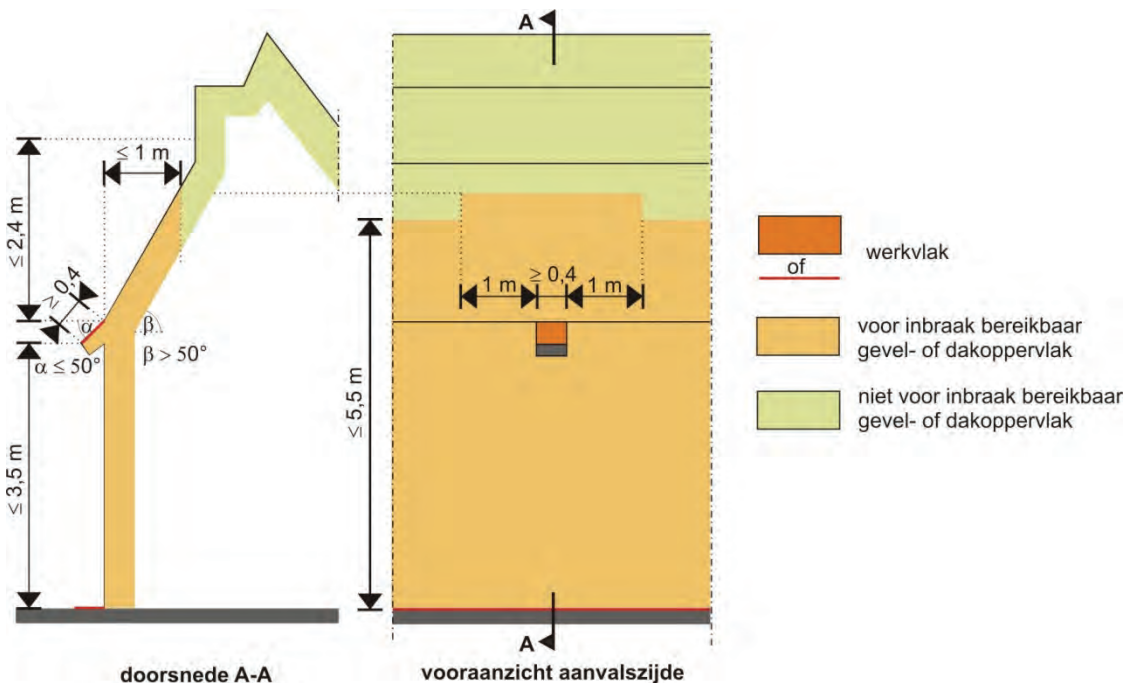 A
≤ 1 m
≤ 2,4 m
≥ 0,4
α
β
α ≤ 50°
β > 50°
≤ 3,5 m
1 m
≥ 0,4
1 m
≤ 5,5 m
A
doorsnede A-A
vooraanzicht aanvalszijde
werkvlak
of
voor inbraak bereikbaar
gevel- of dakoppervlak
niet voor inbraak bereikbaar
gevel- of dakoppervlak